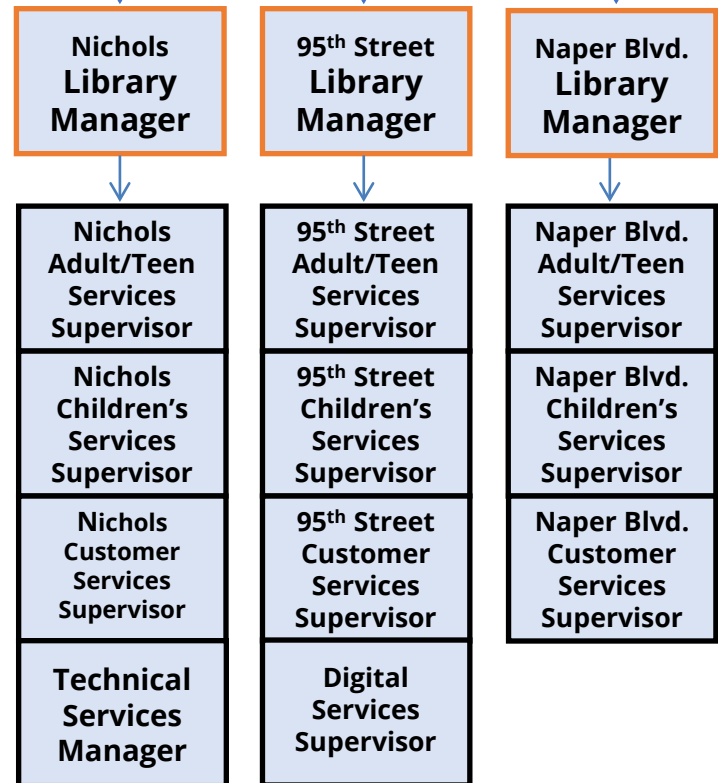 Nichols
Library
Manager
95th Street
Library
Manager
Naper Blvd.
Library
Manager
Nichols
Adult/Teen
Services
Supervisor
Nichols
Children’s
Services
Supervisor
Nichols
Customer
Services
Supervisor
Technical
Services
Manager
95th Street
Adult/Teen
Services
Supervisor
95th Street
Children’s
Services
Supervisor
95th Street
Customer
Services
Supervisor
Digital
Services
Supervisor
Naper Blvd.
Adult/Teen
Services
Supervisor
Naper Blvd.
Children’s
Services
Supervisor
Naper Blvd.
Customer
Services
Supervisor